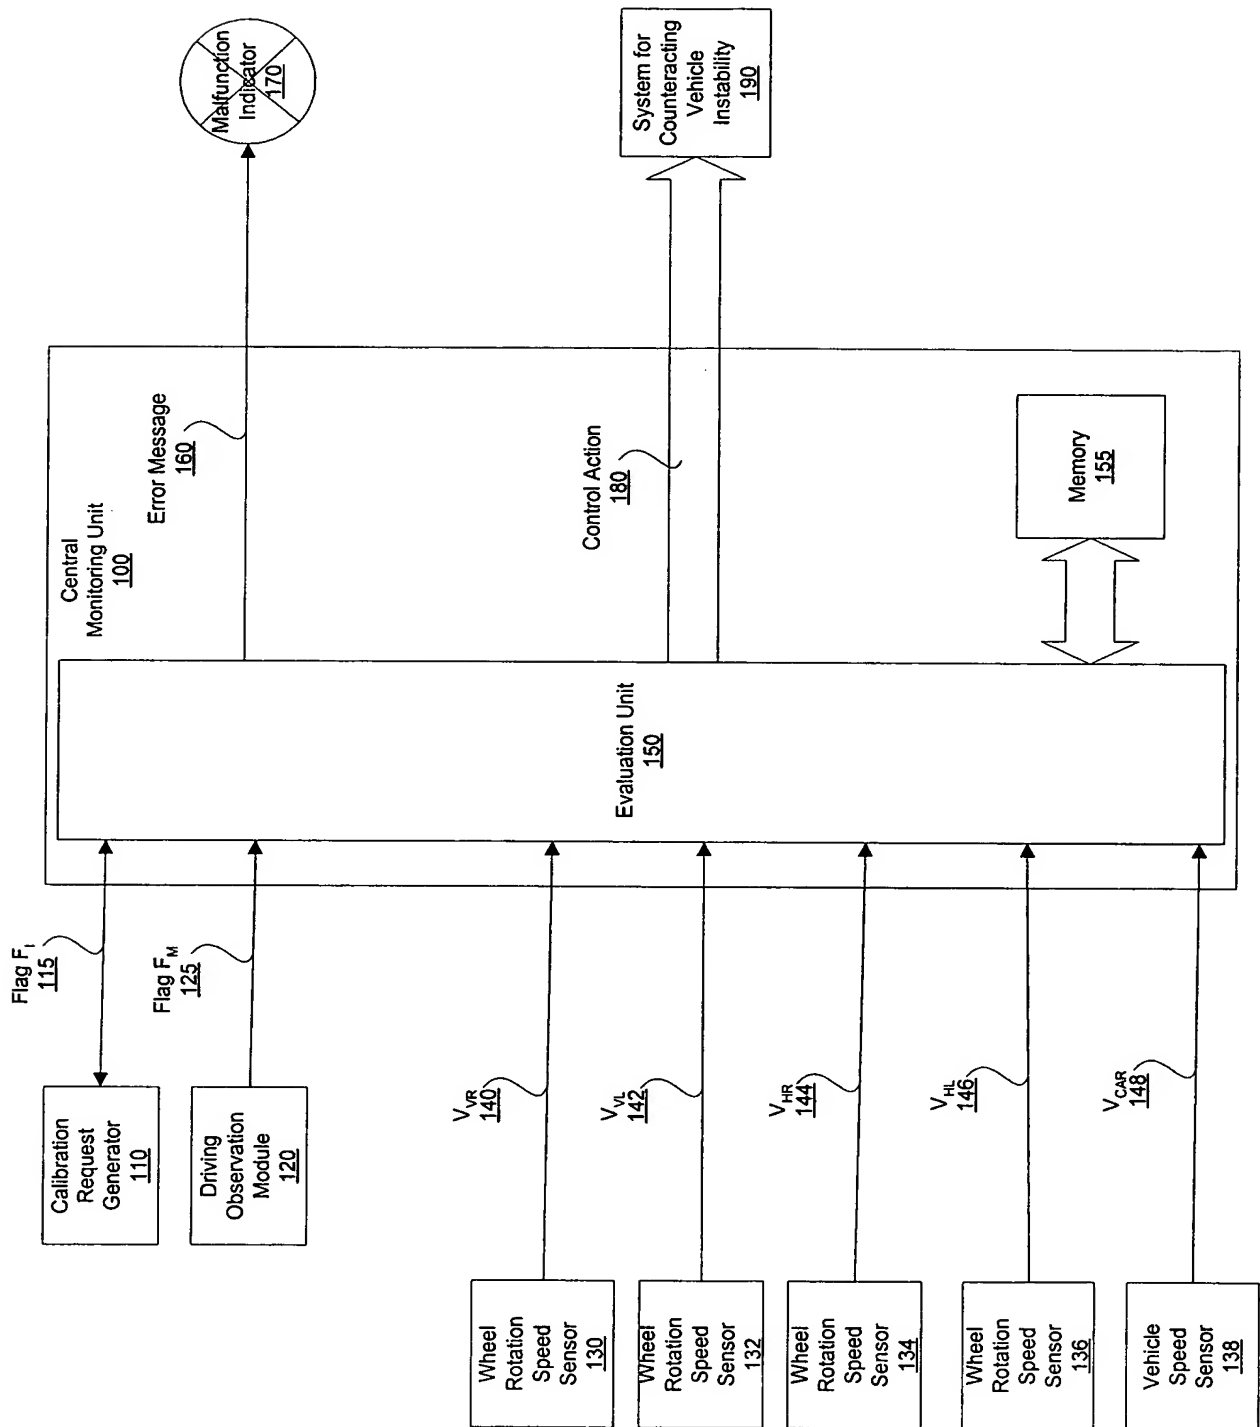 Calibration
Request
Generator
110
Flag F_I
115
Driving
Observation
Module
120
Flag F_M
125
Wheel
Rotation
Speed
Sensor
130
V_VR
140
Wheel
Rotation
Speed
Sensor
132
V_VL
142
Wheel
Rotation
Speed
Sensor
134
V_HR
144
Wheel
Rotation
Speed
Sensor
136
V_HL
146
Vehicle
Speed
Sensor
138
V_CAR
148
Central
Monitoring Unit
100
Evaluation Unit
150
Error Message
160
Control Action
180
Memory
155
Malfunction
Indicator
170
System for
Counteracting
Vehicle
Instability
190